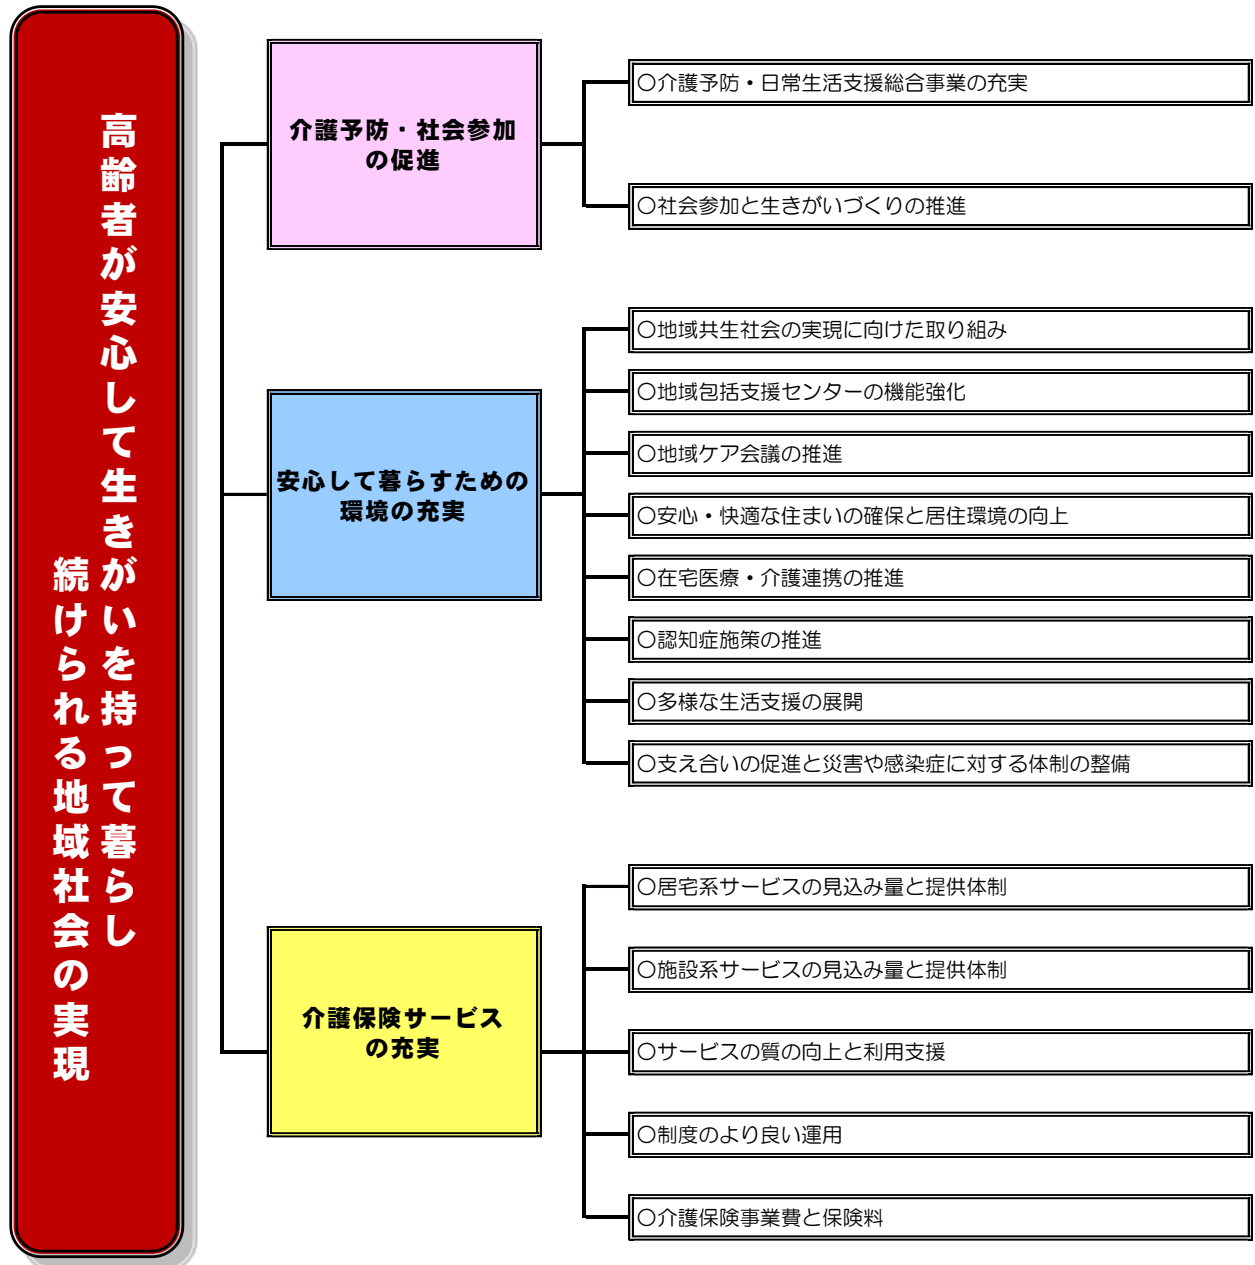 高齢者が安心して生きがいを持って暮らし
続けられる地域社会の実現
介護予防・社会参加
の促進
○介護予防・日常生活支援総合事業の充実
○社会参加と生きがいづくりの推進
安心して暮らすための
環境の充実
○地域共生社会の実現に向けた取り組み
○地域包括支援センターの機能強化
○地域ケア会議の推進
○安心・快適な住まいの確保と居住環境の向上
○在宅医療・介護連携の推進
○認知症施策の推進
○多様な生活支援の展開
○支え合いの促進と災害や感染症に対する体制の整備
介護保険サービス
の充実
○居宅系サービスの見込み量と提供体制
○施設系サービスの見込み量と提供体制
○サービスの質の向上と利用支援
○制度のより良い運用
○介護保険事業費と保険料